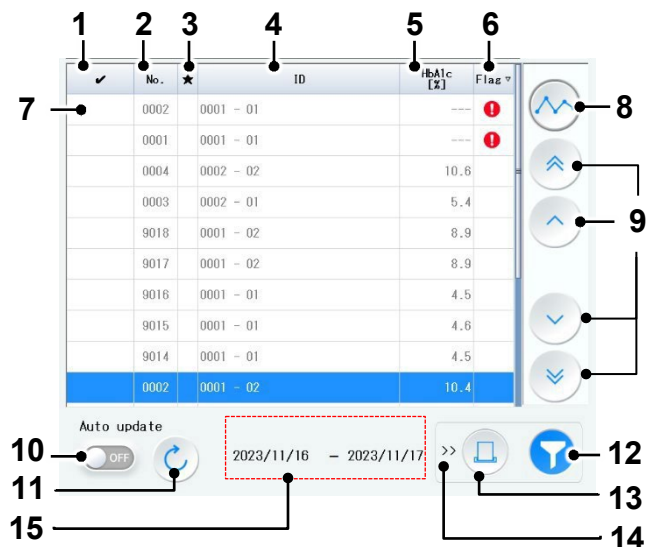 1 2 3 4 5 6
✔ No. ★ ID HbA1c [%] Flag ▽
7 0002 0001 - 01 --- ! 8
0001 0001 - 01 --- !
0004 0002 - 02 10.6
0003 0002 - 01 5.4
9018 0001 - 02 8.9 9
9017 0001 - 02 8.9
9016 0001 - 01 4.5
9015 0001 - 01 4.6
9014 0001 - 01 4.5
0002 0001 - 02 10.4
Auto update
10 OFF 2023/11/16 - 2023/11/17 >> 12
11 13
15 14